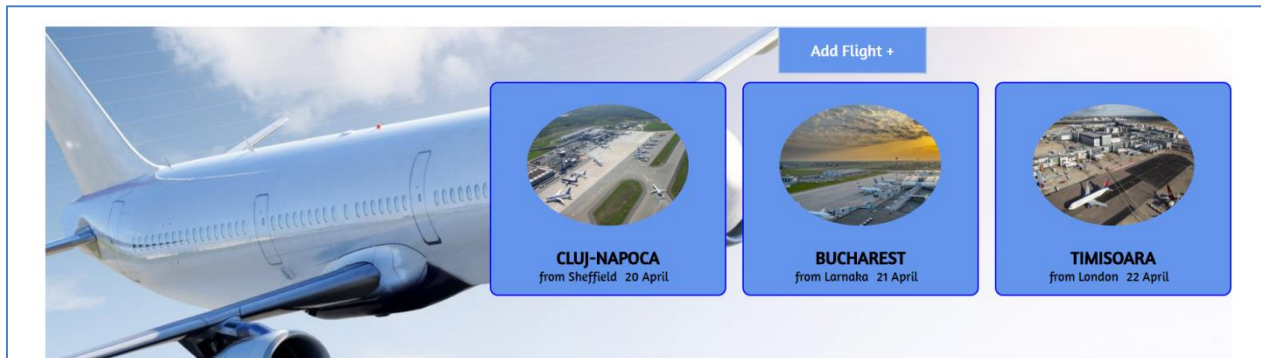 Add Flight +
CLUJ-NAPOCA
from Sheffield 20 April
BUCHAREST
from Larnaka 21 April
TIMISOARA
from London 22 April